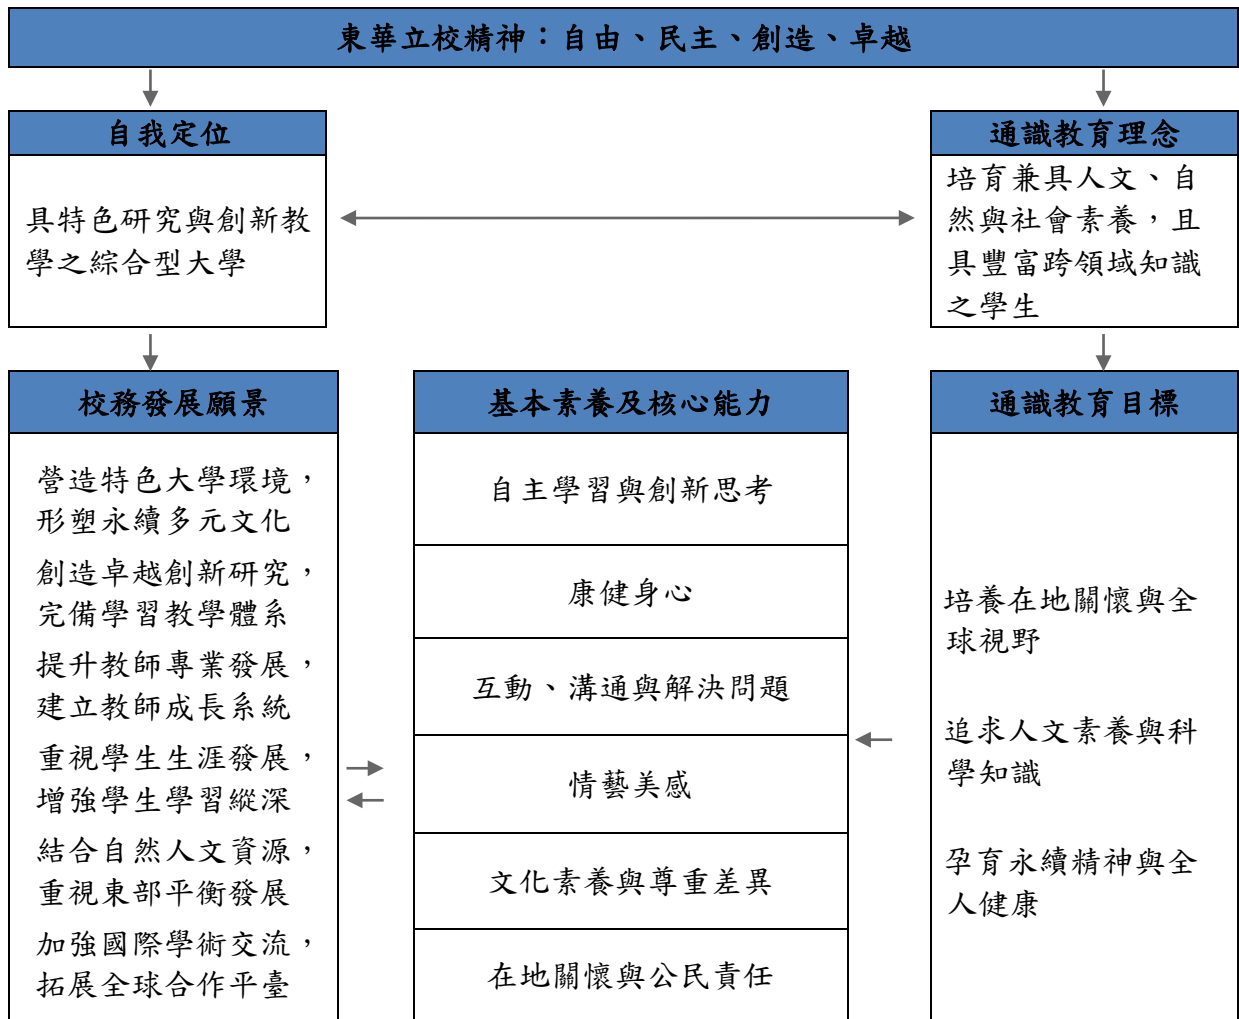 東華立校精神：自由、民主、創造、卓越
自我定位
具特色研究與創新教
學之綜合型大學
通識教育理念
培育兼具人文、自
然與社會素養，且
具豐富跨領域知識
之學生
校務發展願景
營造特色大學環境，
形塑永續多元文化
創造卓越創新研究，
完備學習教學體系
提升教師專業發展，
建立教師成長系統
重視學生生涯發展，
增強學生學習縱深
結合自然人文資源，
重視東部平衡發展
加強國際學術交流，
拓展全球合作平臺
基本素養及核心能力
自主學習與創新思考
康健身心
互動、溝通與解決問題
情藝美感
文化素養與尊重差異
在地關懷與公民責任
通識教育目標
培養在地關懷與全
球視野
追求人文素養與科
學知識
孕育永續精神與全
人健康